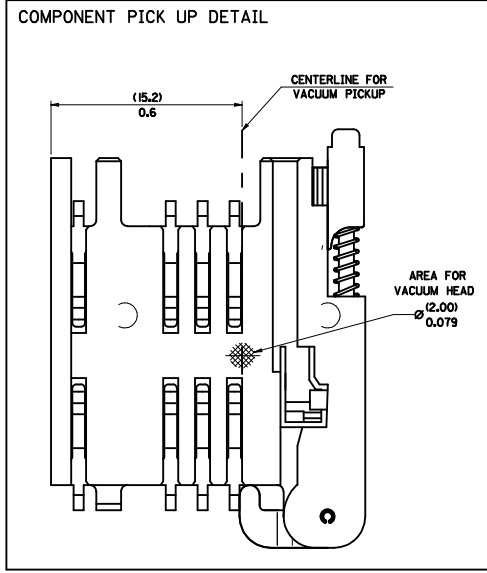 COMPONENT PICK UP DETAIL
CENTERLINE FOR
VACUUM PICKUP
(15.2)
0.6
AREA FOR
VACUUM HEAD
⌀(2.00)
0.079